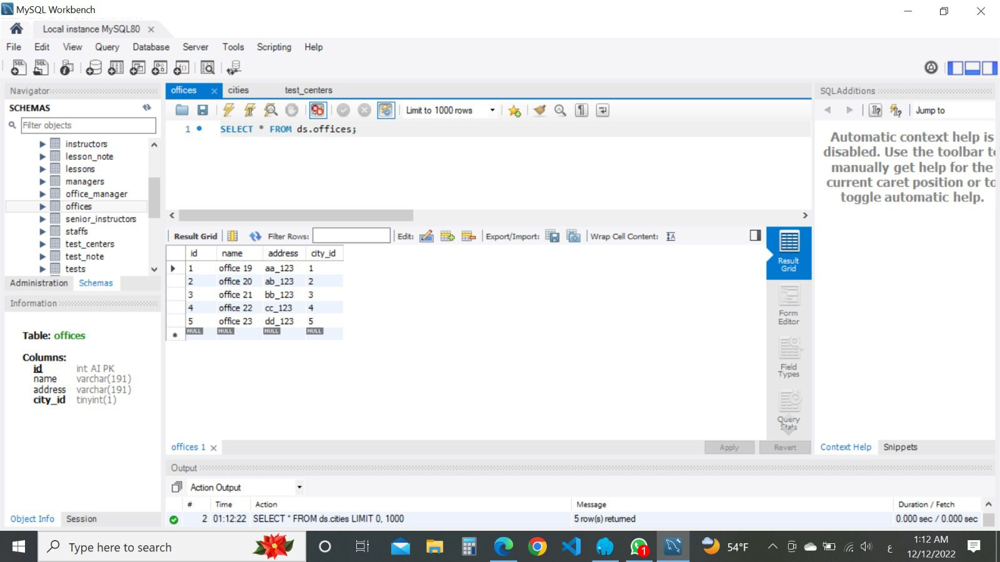 MySQL Workbench
Local instance MySQL80
File Edit View Query Database Server Tools Scripting Help
Navigator
SCHEMAS
Filter objects
instructors
lesson_note
lessons
managers
office_manager
offices
senior_instructors
staffs
test_centers
test_note
tests
Administration Schemas
Information
Table: offices
Columns:
id int AI PK
name varchar(191)
address varchar(191)
city_id tinyint(1)
Object Info Session
offices cities test_centers
Limit to 1000 rows
1 SELECT * FROM ds.offices;
Result Grid Filter Rows: Edit: Export/Import: Wrap Cell Content:
id name address city_id
1 office 19 aa_123 1
2 office 20 ab_123 2
3 office 21 bb_123 3
4 office 22 cc_123 4
5 office 23 dd_123 5
NULL NULL NULL NULL
Result
Grid
Form
Editor
Field
Types
Query
Stats
offices 1
Apply Revert
SQLAdditions
Jump to
Automatic context help is
disabled. Use the toolbar to
manually get help for the
current caret position or to
toggle automatic help.
Context Help Snippets
Output
Action Output
# Time Action Message Duration / Fetch
2 01:12:22 SELECT * FROM ds.cities LIMIT 0, 1000 5 row(s) returned 0.000 sec / 0.000 sec
Type here to search
1
54°F
ع
1:12 AM
12/12/2022